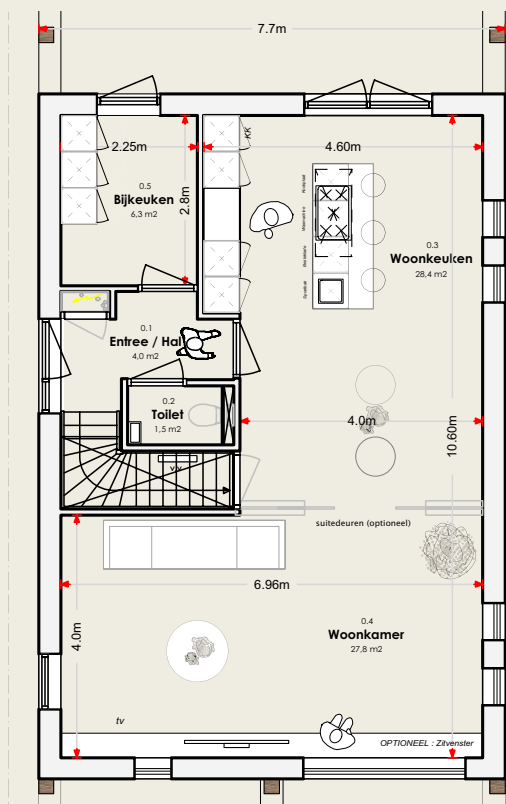 7.7m
2.25m
KK
4.60m
0.5
Bijkeuken
6,3 m2
2.8m
0.3
Woonkeuken
28,4 m2
0.1
Entree / Hal
4,0 m2
0.2
Toilet
1,5 m2
4.0m
10.60m
suitedeuren (optioneel)
6.96m
4.0m
0.4
Woonkamer
27,8 m2
tv
OPTIONEEL : Zitvenster